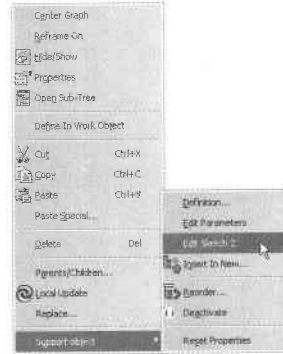 Center Graph
Reframe On
Hide/Show
Properties
Open Sub-Tree
Define In Work Object
Cut Ctrl+X
Copy Ctrl+C
Paste Ctrl+V
Paste Special...
Delete Del
Parents/Children...
Local Update
Replace...
Support object
Definition...
Edit Parameters
Edit Sketch 2
Insert In New...
Reorder...
Deactivate
Reset Properties